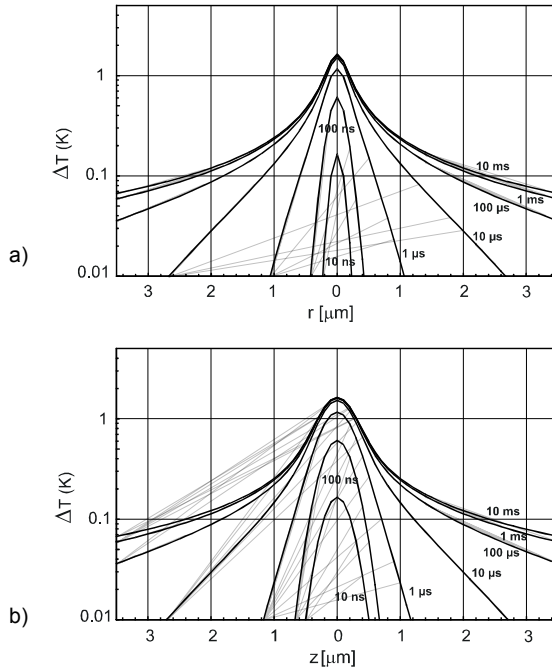 1
0.1
0.01
ΔT (K)
100 ns
10 ns
10 ms
1 ms
100 µs
10 µs
1 µs
3 2 1 0 1 2 3
r [µm]
a)
1
0.1
0.01
ΔT (K)
100 ns
10 ns
10 ms
1 ms
100 µs
10 µs
1 µs
3 2 1 0 1 2 3
z [µm]
b)